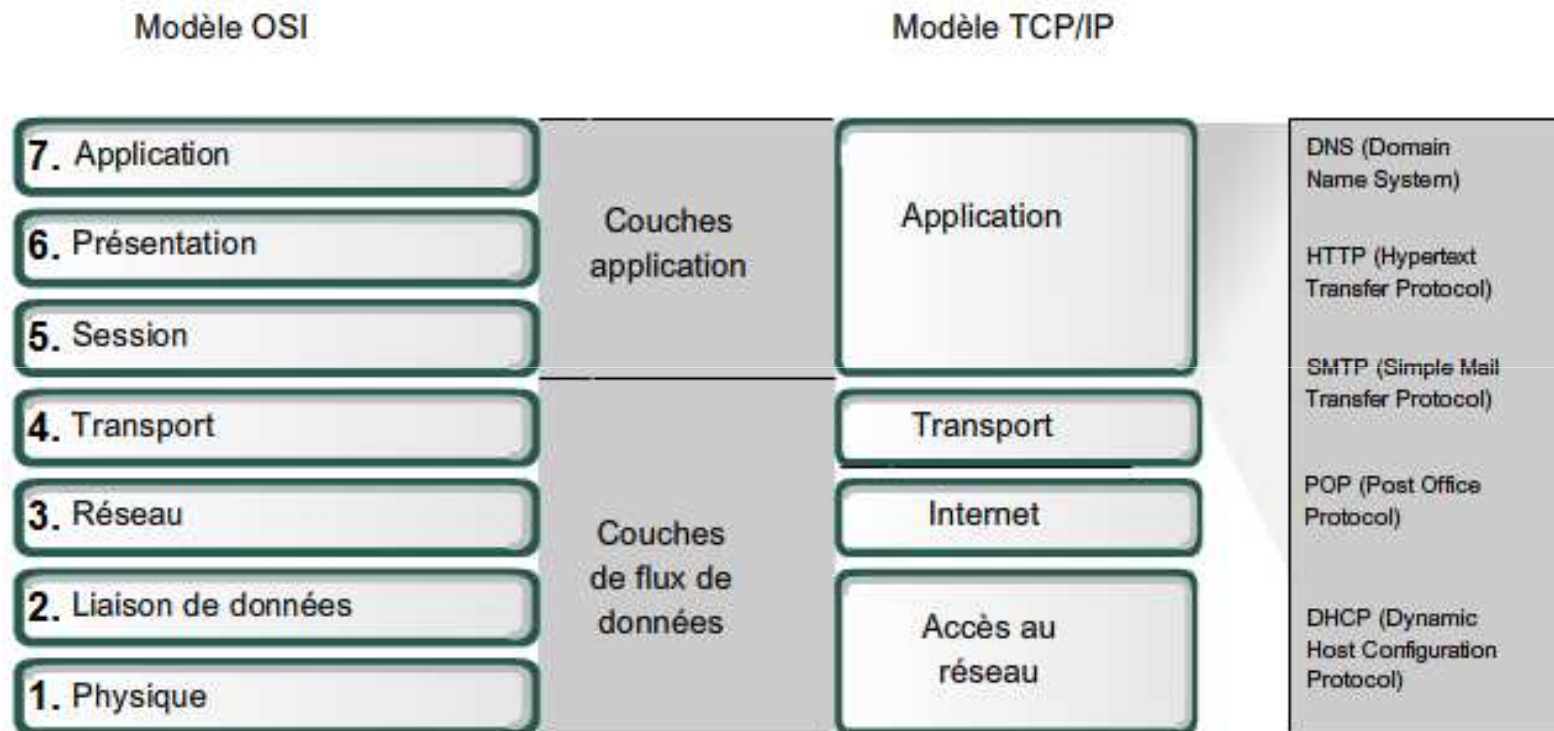 Modèle OSI
Modèle TCP/IP
7. Application
6. Présentation
5. Session
4. Transport
3. Réseau
2. Liaison de données
1. Physique
Couches
application
Couches
de flux de
données
Application
Transport
Internet
Accès au
réseau
DNS (Domain
Name System)
HTTP (Hypertext
Transfer Protocol)
SMTP (Simple Mail
Transfer Protocol)
POP (Post Office
Protocol)
DHCP (Dynamic
Host Configuration
Protocol)